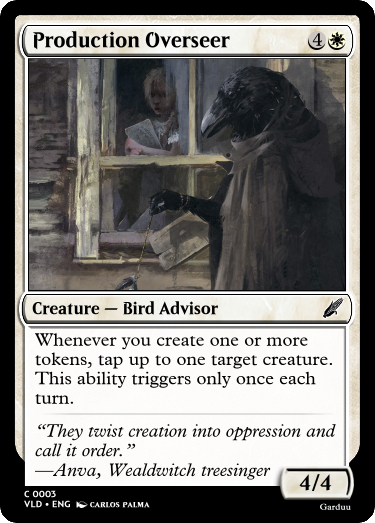 Production Overseer 4
Creature — Bird Advisor
Whenever you create one or more
tokens, tap up to one target creature.
This ability triggers only once each
turn.
“They twist creation into oppression and
call it order.”
—Anva, Wealdwitch treesinger
4/4
C 0003
VLD • ENG CARLOS PALMA
Garduu